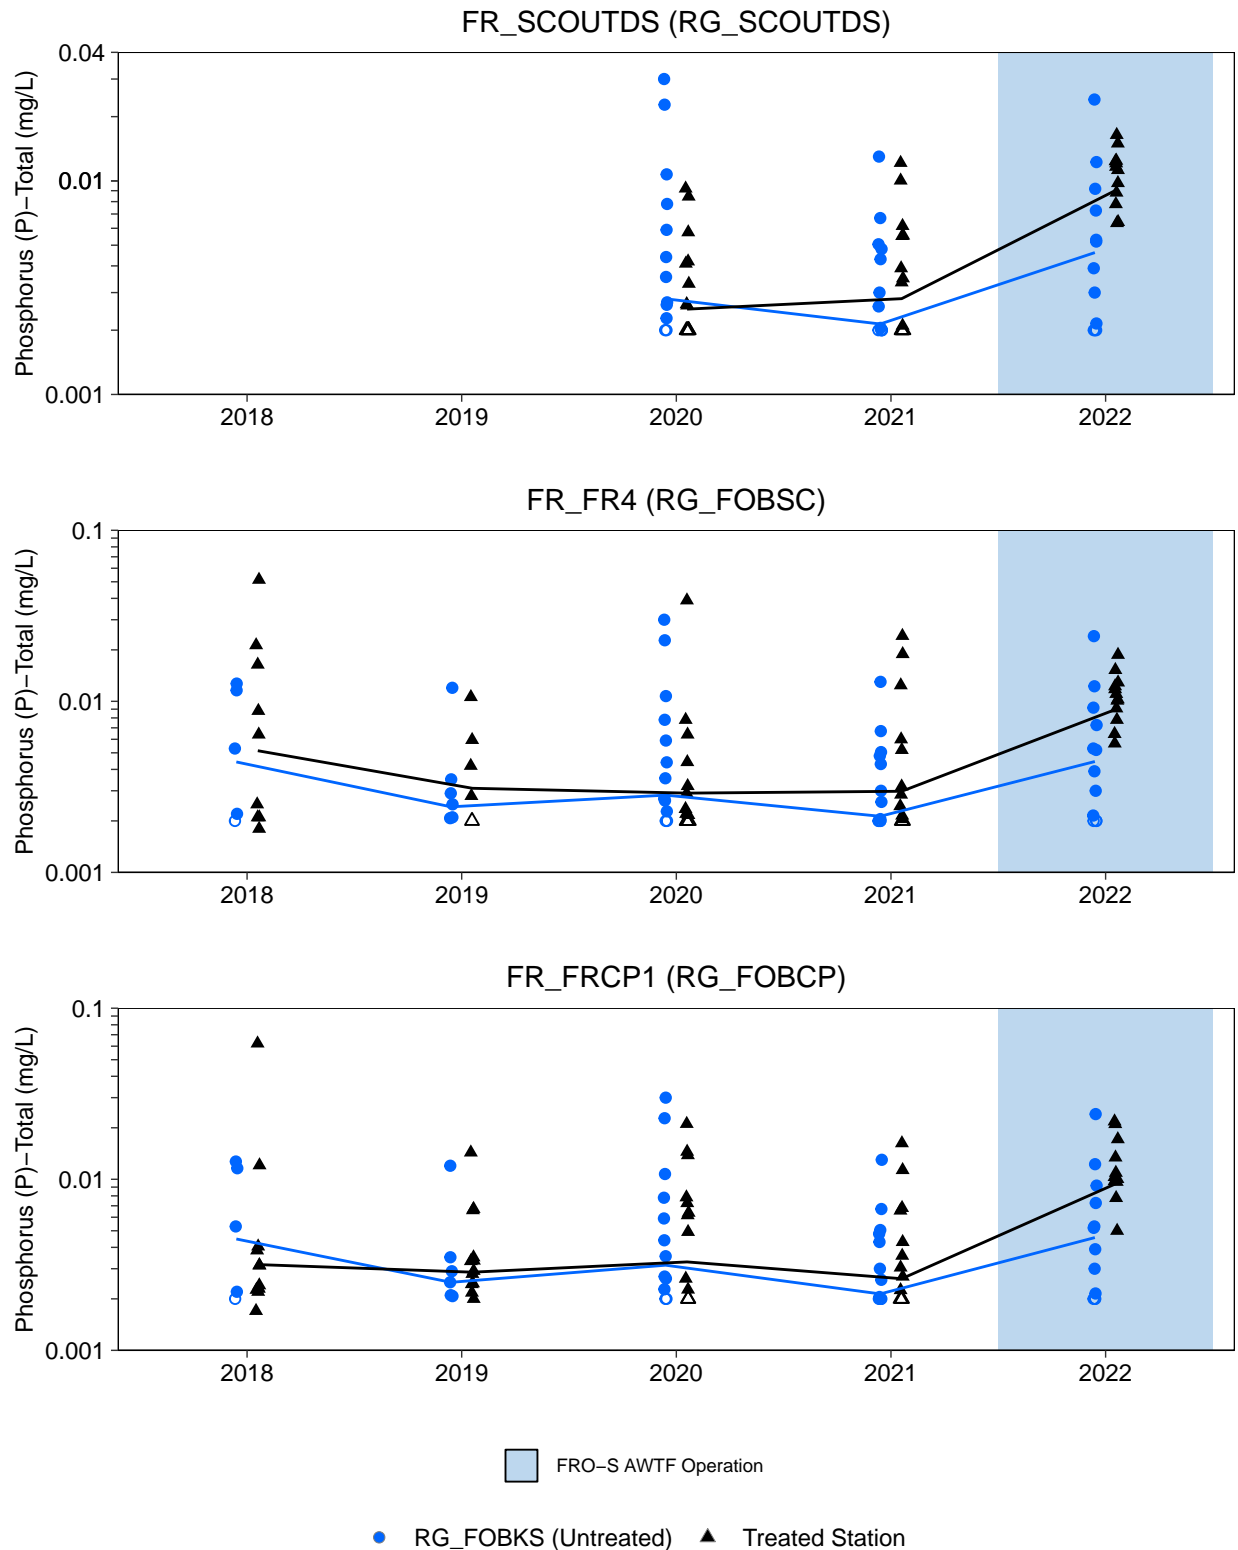 FR_SCOUTDS (RG_SCOUTDS)
Phosphorus (P)−Total (mg/L)
0.04
0.01
0.001
2018 2019 2020 2021 2022
FR_FR4 (RG_FOBSC)
Phosphorus (P)−Total (mg/L)
0.1
0.01
0.001
2018 2019 2020 2021 2022
FR_FRCP1 (RG_FOBCP)
Phosphorus (P)−Total (mg/L)
0.1
0.01
0.001
2018 2019 2020 2021 2022
FRO−S AWTF Operation
RG_FOBKS (Untreated) Treated Station